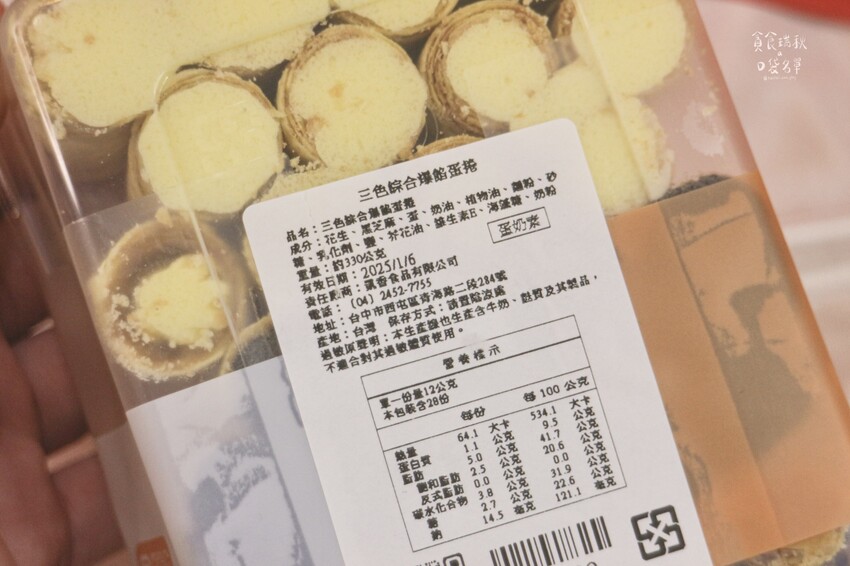 貪食瑞秋
口袋名單
三色綜合爆餡蛋捲
品名：三色綜合爆餡蛋捲
成分：花生、黑芝麻、蛋、奶油、植物油、麵粉、砂
糖、乳化劑、鹽、芥花油、維生素E、海藻糖、奶粉
蛋奶素
重量：約330公克
有效日期：2025/1/6
責任廠商：珮香食品有限公司
電話：（04）2452-7755
地址：台中市西屯區青海路二段284號
產地：台灣 保存方式：請置陰涼處
過敏原聲明：本生產線也生產含牛奶、麩質及其製品，
不適合對其過敏體質使用。
營養標示
單一份量12公克
本包裝含28份
每份 每 100 公克
熱量 64.1 大卡 534.1 大卡
蛋白質 1.1 公克 9.5 公克
脂肪 5.0 公克 41.7 公克
飽和脂肪 2.5 公克 20.6 公克
反式脂肪 0.0 公克 0.0 公克
碳水化合物 3.8 公克 31.9 公克
糖 2.7 公克 22.6 公克
鈉 14.5 毫克 121.1 毫克